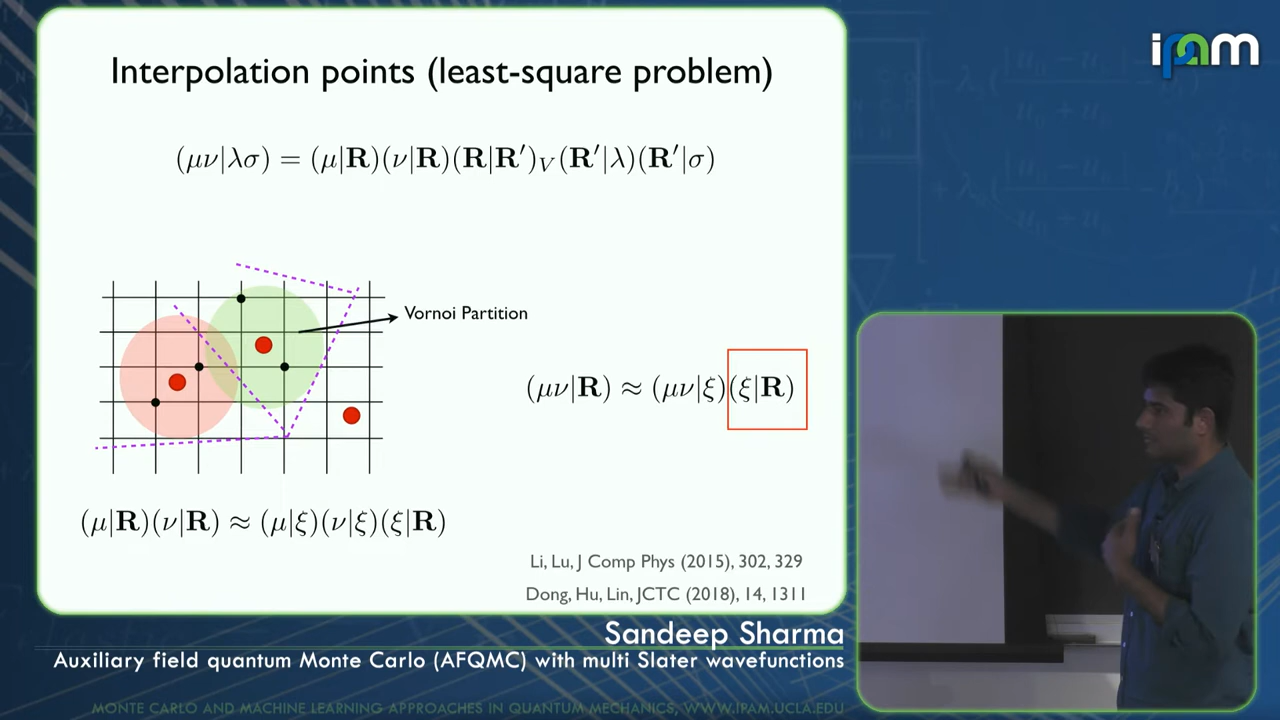 ipam
Interpolation points (least-square problem)
(μν|λσ) = (μ|R)(ν|R)(R|R′)V(R′|λ)(R′|σ)
Vornoi Partition
(μν|R) ≈ (μν|ξ)(ξ|R)
(μ|R)(ν|R) ≈ (μ|ξ)(ν|ξ)(ξ|R)
Li, Lu, J Comp Phys (2015), 302, 329
Dong, Hu, Lin, JCTC (2018), 14, 1311
Sandeep Sharma
Auxiliary field quantum Monte Carlo (AFQMC) with multi Slater wavefunctions
MONTE CARLO AND MACHINE LEARNING APPROACHES IN QUANTUM MECHANICS, WWW.IPAM.UCLA.EDU